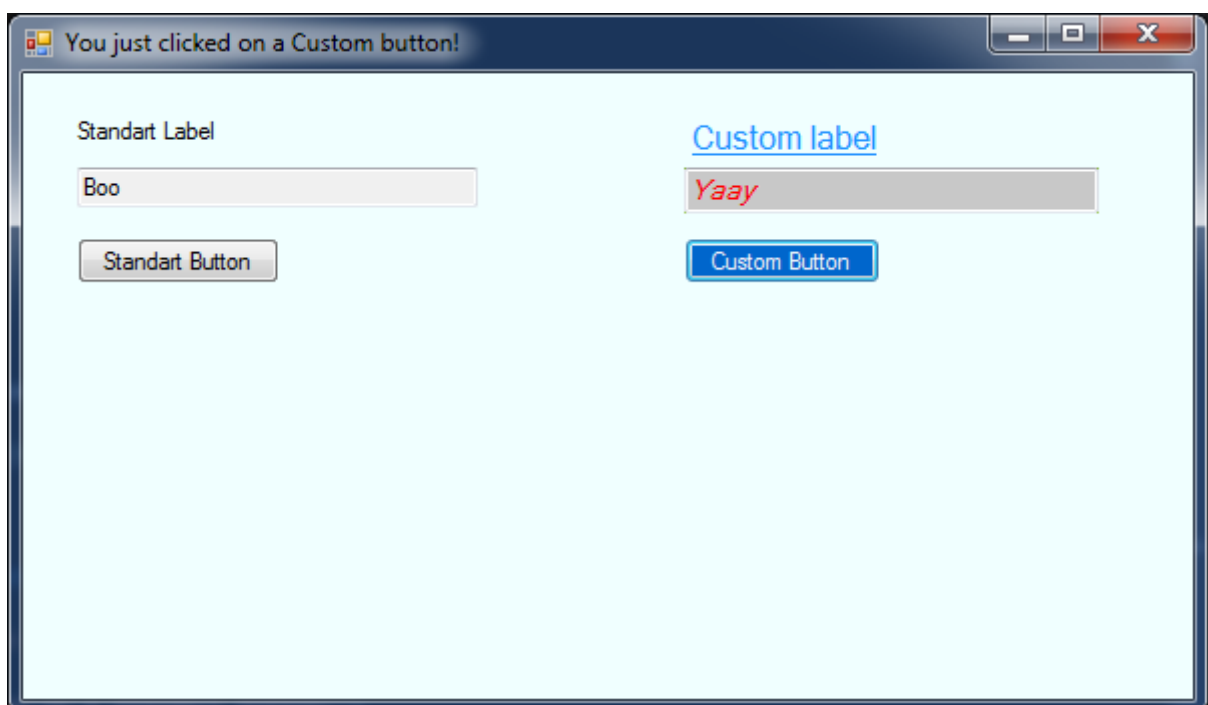 You just clicked on a Custom button!
Standart Label
Custom label
Boo
Yaay
Standart Button
Custom Button